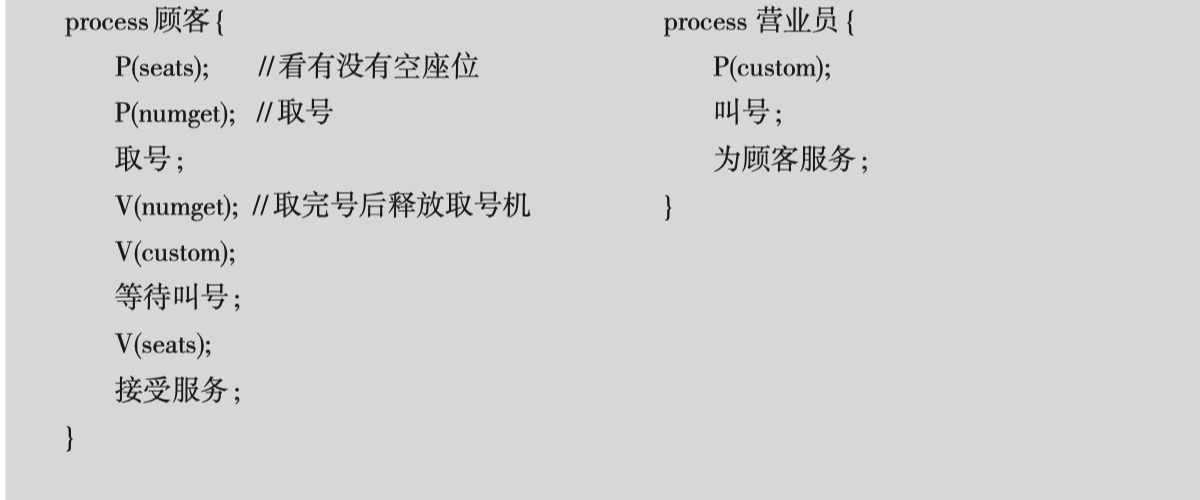 process 顾客{
P(seats); //看有没有空座位
P(numget); //取号
取号;
V(numget); //取完号后释放取号机
V(custom);
等待叫号;
V(seats);
接受服务;
}
process 营业员{
P(custom);
叫号;
为顾客服务;
}